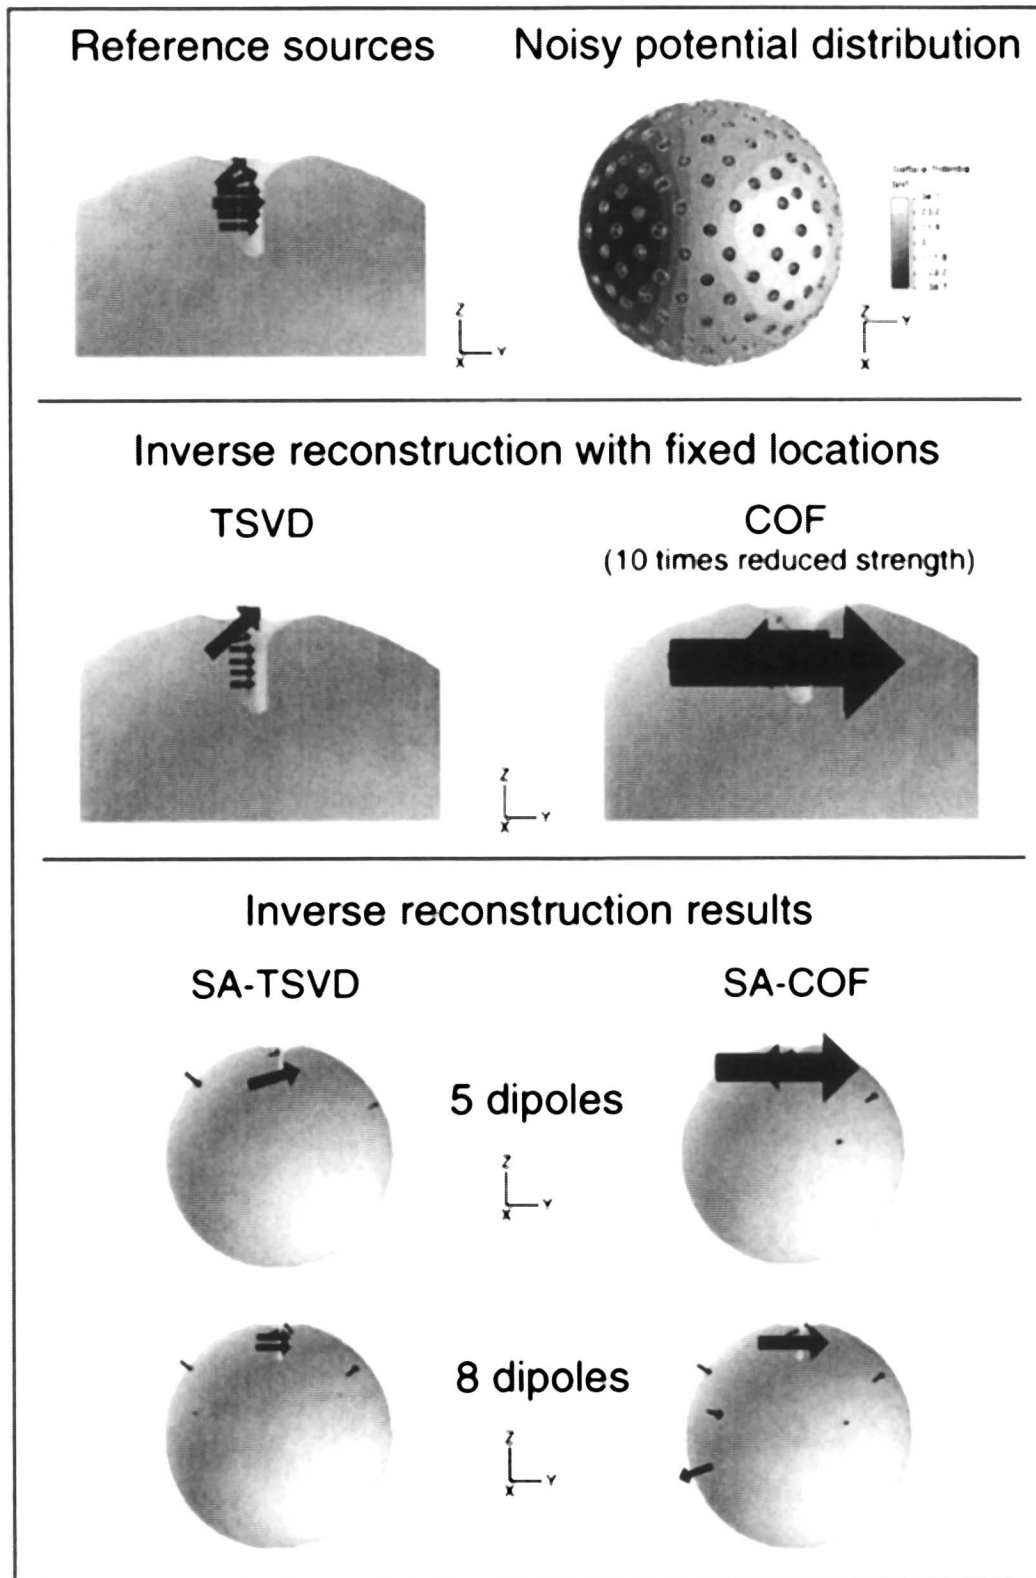 Reference sources
Noisy potential distribution
Z
Y
X
Y
X
Inverse reconstruction with fixed locations
TSVD
COF
(10 times reduced strength)
Z
Y
X
Inverse reconstruction results
SA-TSVD
SA-COF
5 dipoles
Z
Y
X
8 dipoles
Z
Y
X